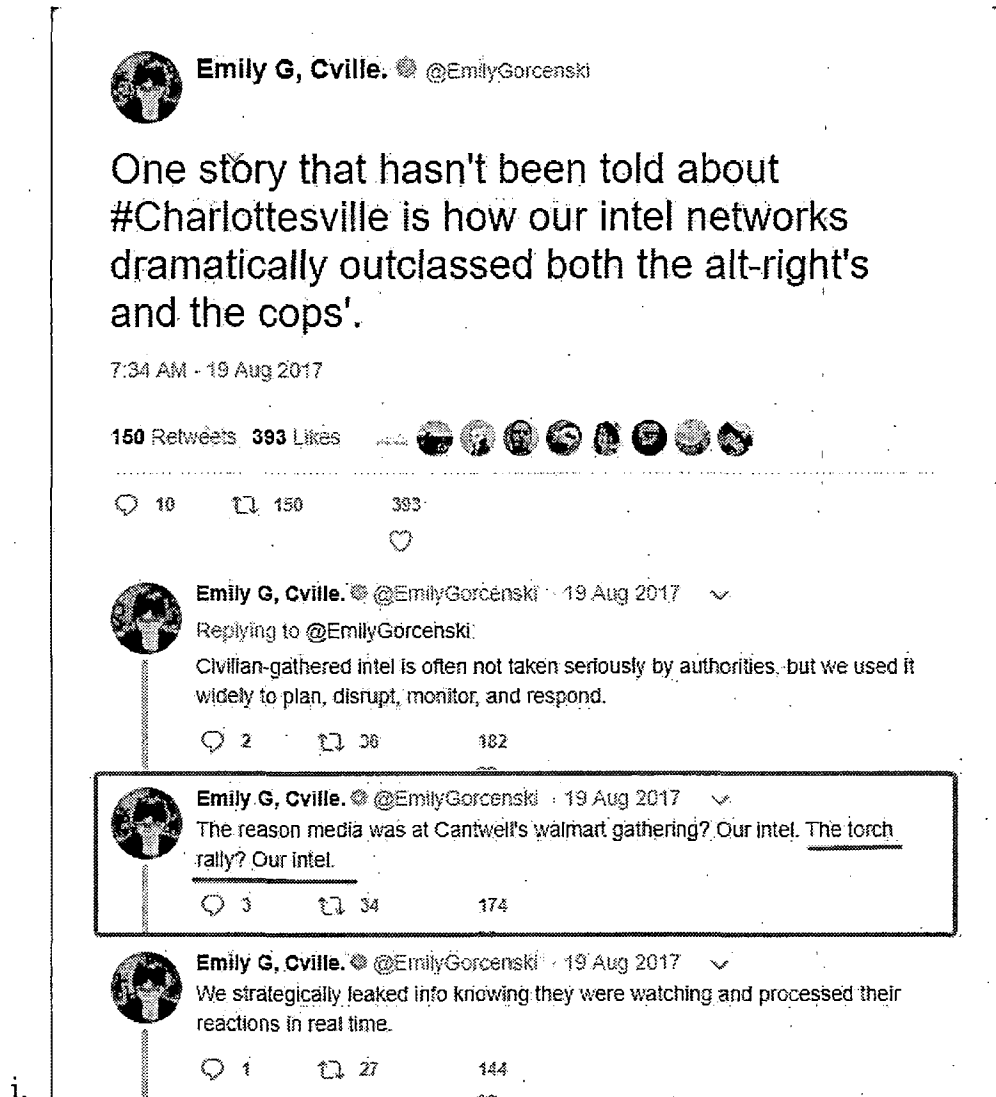 Emily G, Cville. @EmilyGorcenski
One story that hasn't been told about
#Charlottesville is how our intel networks
dramatically outclassed both the alt-right's
and the cops'.
7:34 AM - 19 Aug 2017
150 Retweets 393 Likes
10 150 393
Emily G, Cville. @EmilyGorcenski · 19 Aug 2017
Replying to @EmilyGorcenski
Civilian-gathered intel is often not taken seriously by authorities, but we used it
widely to plan, disrupt, monitor, and respond.
2 36 182
Emily G, Cville. @EmilyGorcenski · 19 Aug 2017
The reason media was at Cantwell's walmart gathering? Our intel. The torch
rally? Our intel.
3 34 174
Emily G, Cville. @EmilyGorcenski · 19 Aug 2017
We strategically leaked info knowing they were watching and processed their
reactions in real time.
1 27 144
i.